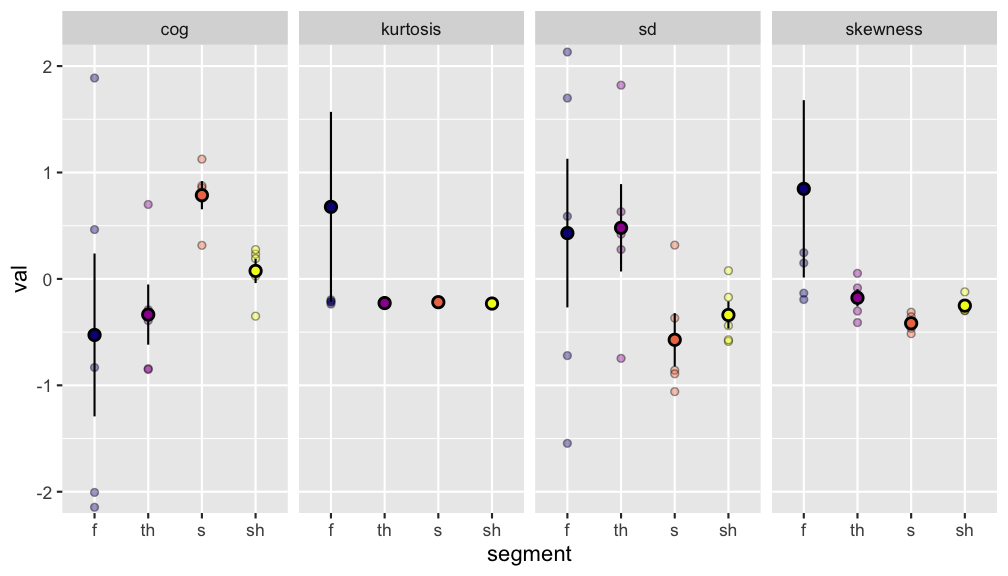 cog kurtosis sd skewness
val
2
1
0
-1
-2
f th s sh f th s sh f th s sh f th s sh
segment